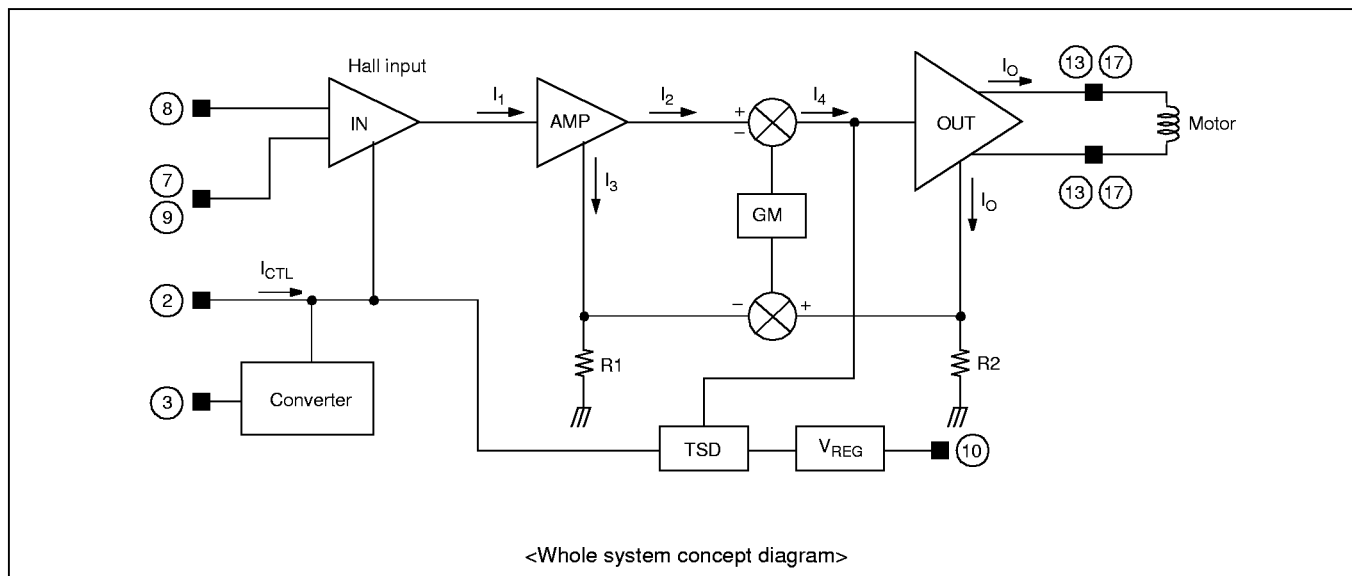 Hall input
8
IN
I1
AMP
I2
+
−
I4
OUT
IO
13 17
Motor
7
9
I3
GM
IO
13 17
2
ICTL
−
+
3
Converter
R1
R2
TSD
VREG
10
<Whole system concept diagram>